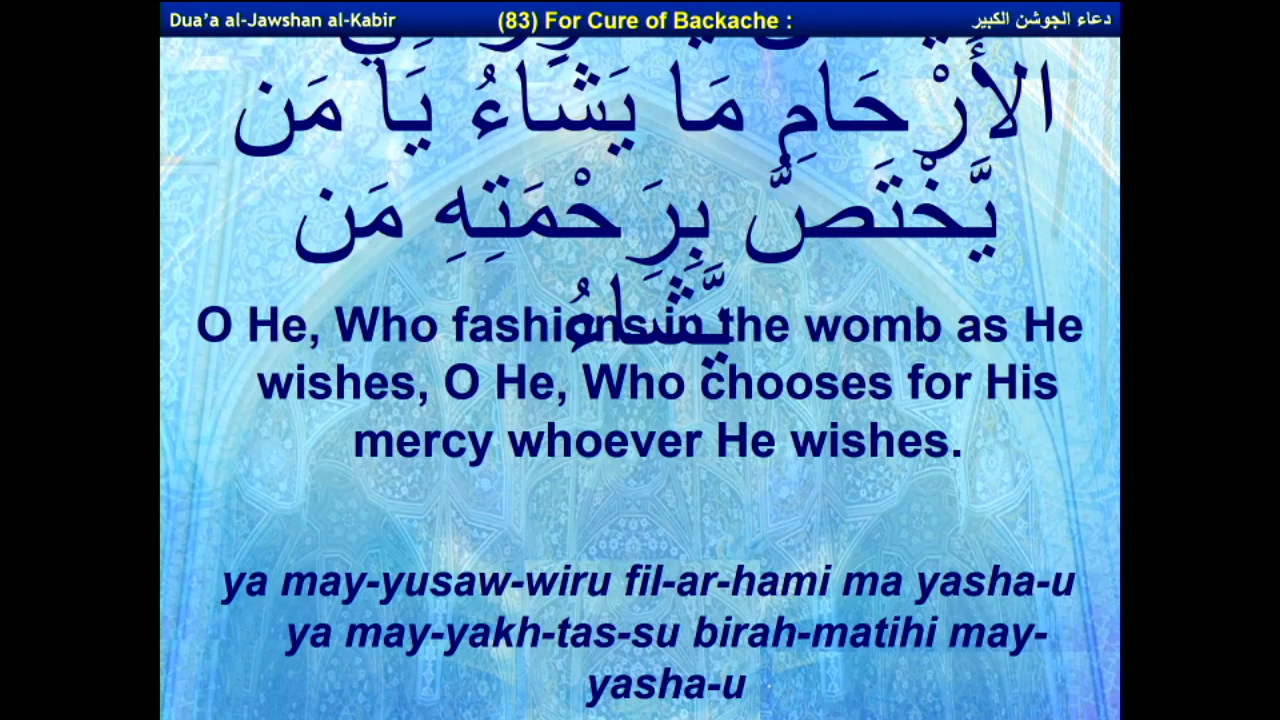 Dua’a al-Jawshan al-Kabir
(83) For Cure of Backache :
دعاء الجوشن الكبير
الأَرْحَامِ مَا يَشَاءُ يَا مَن
يَّخْتَصُّ بِرَحْمَتِهِ مَن
يَّشَاءُ
O He, Who fashions in the womb as He
wishes, O He, Who chooses for His
mercy whoever He wishes.
ya may-yusaw-wiru fil-ar-hami ma yasha-u
ya may-yakh-tas-su birah-matihi may-
yasha-u